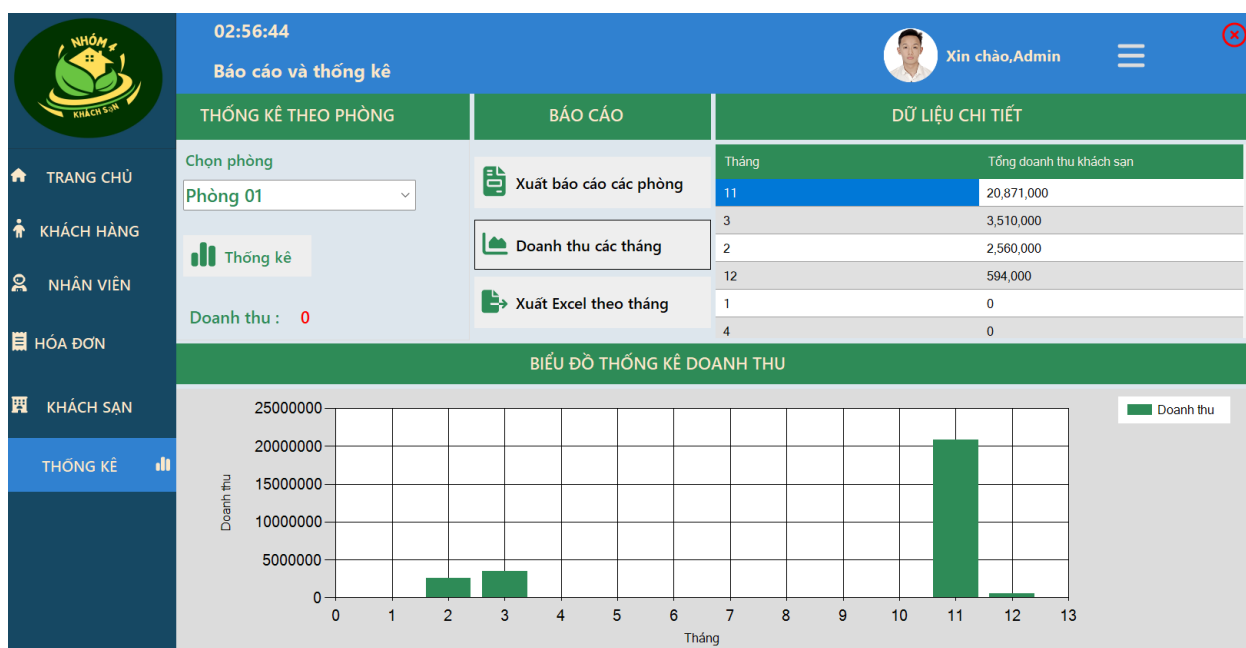 NHÓM 4
KHÁCH SẠN
02:56:44
Báo cáo và thống kê
Xin chào,Admin
TRANG CHỦ
KHÁCH HÀNG
NHÂN VIÊN
HÓA ĐƠN
KHÁCH SẠN
THỐNG KÊ
THỐNG KÊ THEO PHÒNG
BÁO CÁO
DỮ LIỆU CHI TIẾT
Chọn phòng
Phòng 01
Thống kê
Doanh thu : 0
Xuất báo cáo các phòng
Doanh thu các tháng
Xuất Excel theo tháng
Tháng Tổng doanh thu khách sạn
11 20,871,000
3 3,510,000
2 2,560,000
12 594,000
1 0
4 0
BIỂU ĐỒ THỐNG KÊ DOANH THU
Doanh thu
25000000
20000000
15000000
10000000
5000000
0
Doanh thu
0 1 2 3 4 5 6 7 8 9 10 11 12 13
Tháng